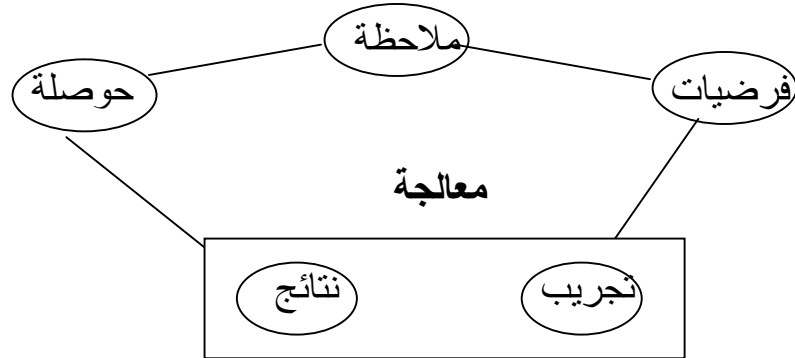 ملاحظة
فرضيات
حوصلة
معالجة
تجريب
نتائج